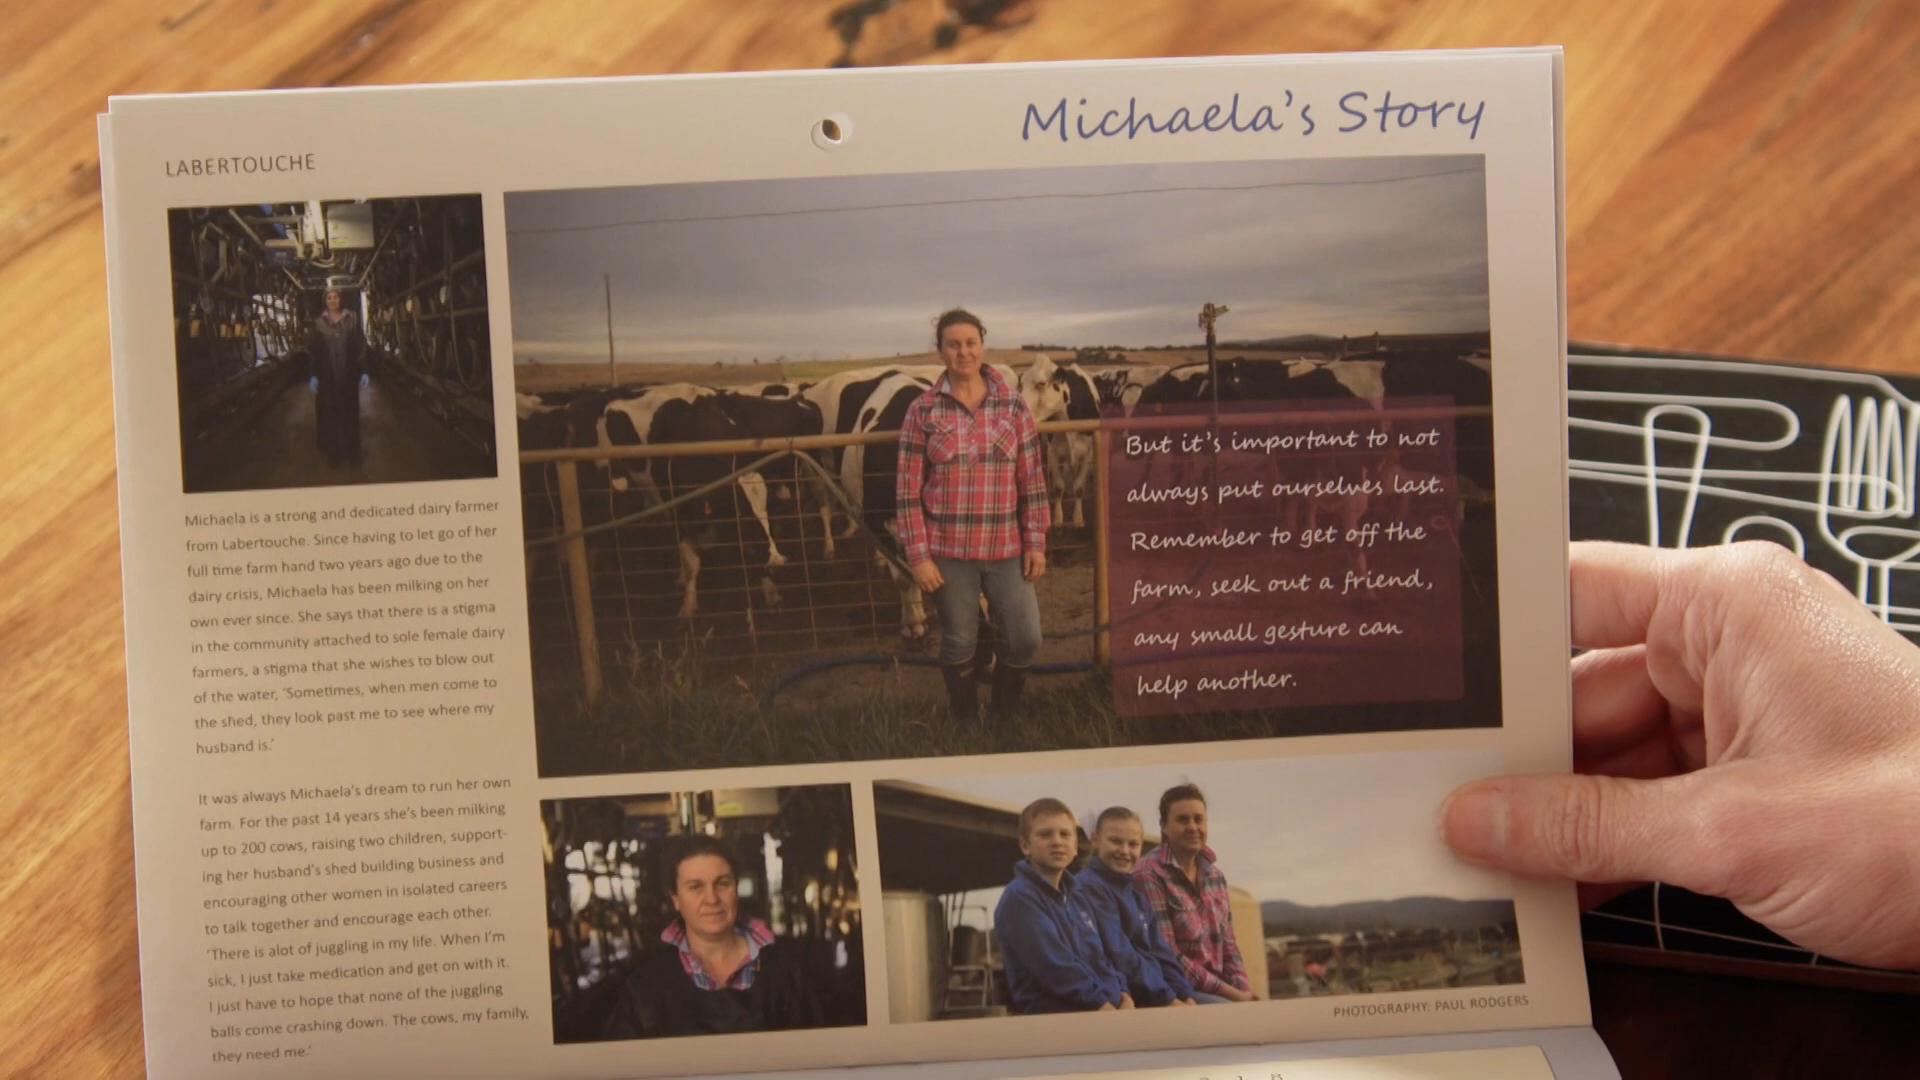 Michaela's Story
LABERTOUCHE
Michaela is a strong and dedicated dairy farmer
from Labertouche. Since having to let go of her
full time farm hand two years ago due to the
dairy crisis, Michaela has been milking on her
own ever since. She says that there is a stigma
in the community attached to sole female dairy
farmers, a stigma that she wishes to blow out
of the water, 'Sometimes, when men come to
the shed, they look past me to see where my
husband is.'
It was always Michaela's dream to run her own
farm. For the past 14 years she's been milking
up to 200 cows, raising two children, support-
ing her husband's shed building business and
encouraging other women in isolated careers
to talk together and encourage each other.
'There is alot of juggling in my life. When I'm
sick, I just take medication and get on with it.
I just have to hope that none of the juggling
balls come crashing down. The cows, my family,
they need me.'
But it's important to not
always put ourselves last.
Remember to get off the
farm, seek out a friend,
any small gesture can
help another.
PHOTOGRAPHY: PAUL RODGERS